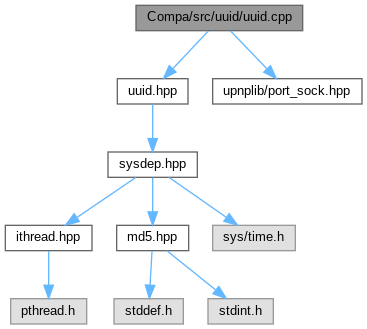 Compa/src/uuid/uuid.cpp
uuid.hpp
upnplib/port_sock.hpp
sysdep.hpp
ithread.hpp
md5.hpp
sys/time.h
pthread.h
stddef.h
stdint.h